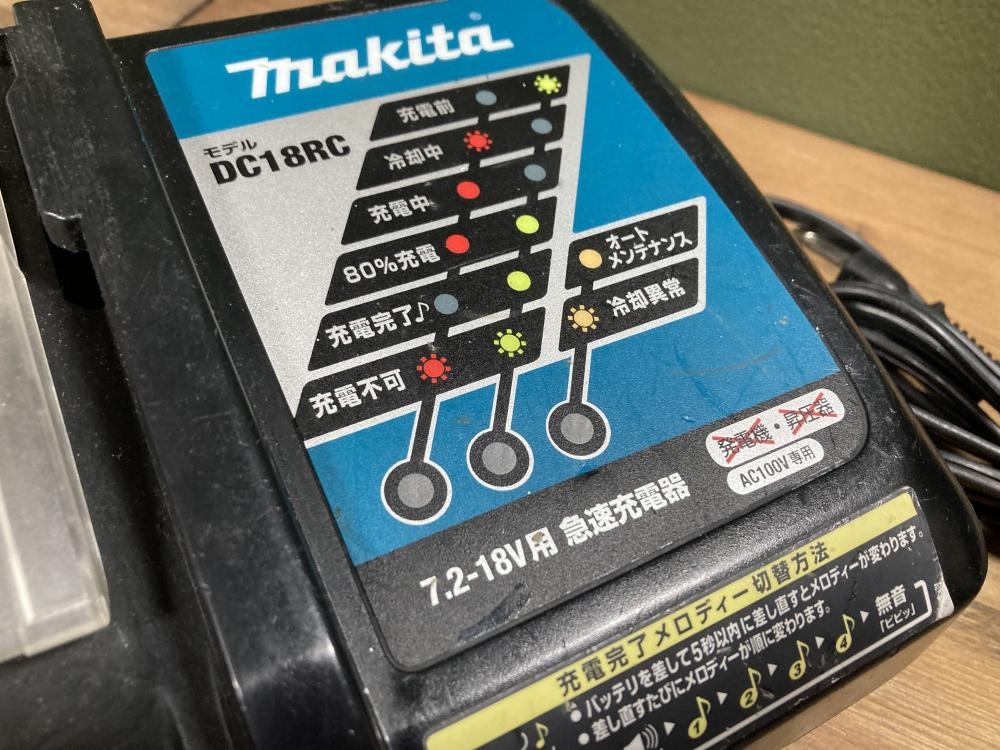 makita
モデル
DC18RC
充電前
冷却中
充電中
80%充電
充電完了♪
充電不可
オート
メンテナンス
冷却異常
発電機・昇圧器
AC100V専用
7.2-18V用 急速充電器
充電完了メロディー切替方法
● バッテリを差して5秒以内に差し直すとメロディーが変わります。
● 差し直すたびにメロディーが順に変わります。
1 2 3 4 無音
「ピピッ」